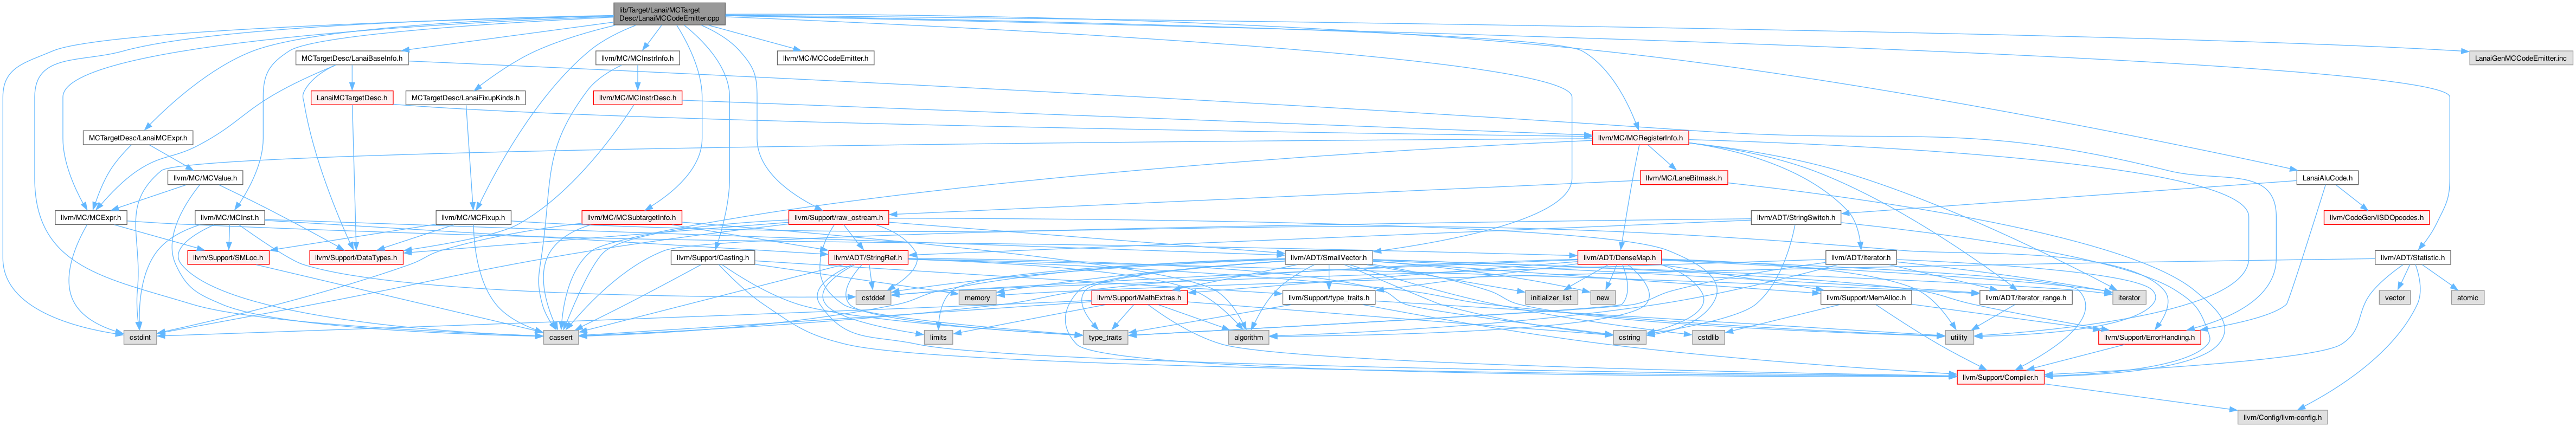 lib/Target/Lanai/MCTarget
Desc/LanaiMCCodeEmitter.cpp
MCTargetDesc/LanaiBaseInfo.h
llvm/MC/MCInstrInfo.h
llvm/MC/MCCodeEmitter.h
LanaiGenMCCodeEmitter.inc
LanaiMCTargetDesc.h
MCTargetDesc/LanaiFixupKinds.h
llvm/MC/MCInstrDesc.h
MCTargetDesc/LanaiMCExpr.h
llvm/MC/MCRegisterInfo.h
llvm/MC/MCValue.h
llvm/MC/LaneBitmask.h
LanaiAluCode.h
llvm/MC/MCExpr.h
llvm/MC/MCInst.h
llvm/MC/MCFixup.h
llvm/MC/MCSubtargetInfo.h
llvm/Support/raw_ostream.h
llvm/ADT/StringSwitch.h
llvm/CodeGen/ISDOpcodes.h
llvm/Support/SMLoc.h
llvm/Support/DataTypes.h
llvm/Support/Casting.h
llvm/ADT/StringRef.h
llvm/ADT/SmallVector.h
llvm/ADT/DenseMap.h
llvm/ADT/iterator.h
llvm/ADT/Statistic.h
cstddef
memory
llvm/Support/MathExtras.h
llvm/Support/type_traits.h
initializer_list
new
llvm/Support/MemAlloc.h
llvm/ADT/iterator_range.h
iterator
vector
atomic
cstdint
cassert
limits
type_traits
algorithm
cstring
cstdlib
utility
llvm/Support/ErrorHandling.h
llvm/Support/Compiler.h
llvm/Config/llvm-config.h